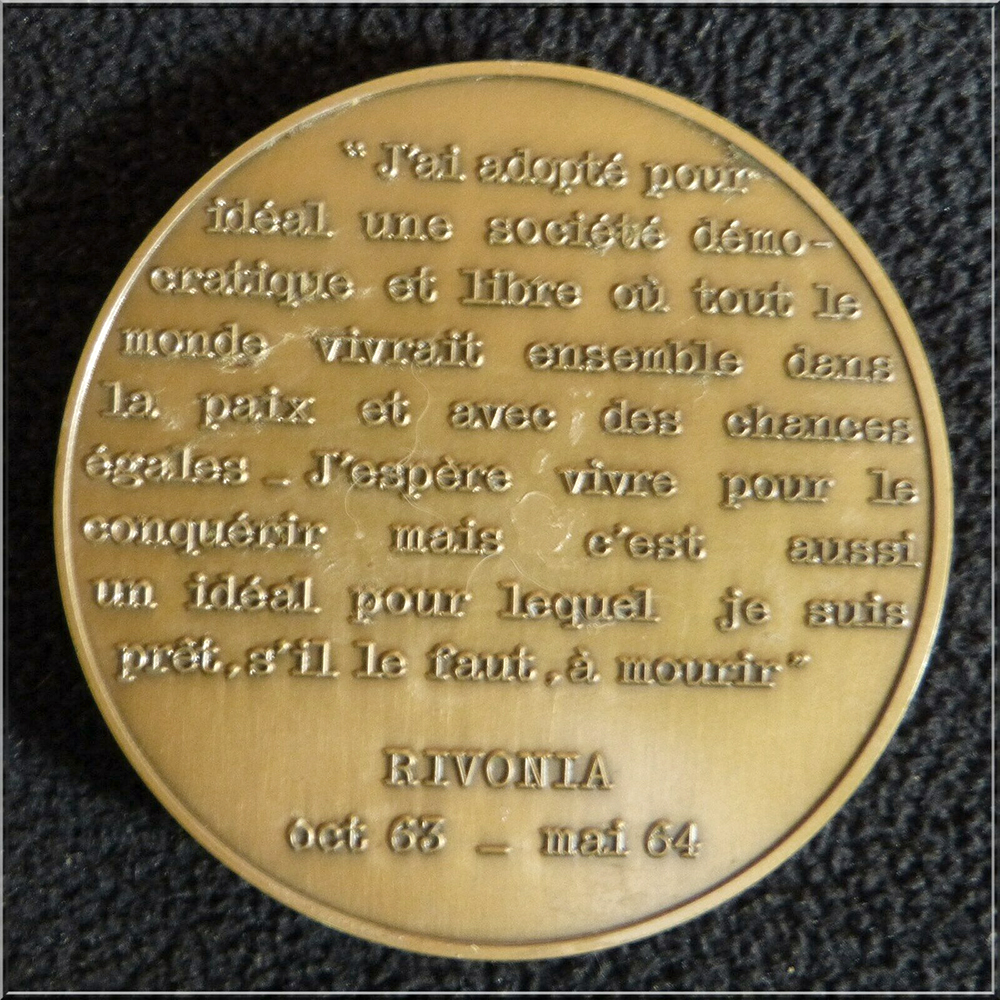 “ J'ai adopté pour
idéal une société démo-
cratique et libre où tout le
monde vivrait ensemble dans
la paix et avec des chances
égales _ J'espère vivre pour le
conquérir mais c'est aussi
un idéal pour lequel je suis
prêt, s'il le faut, à mourir”
RIVONIA
oct 63 _ mai 64